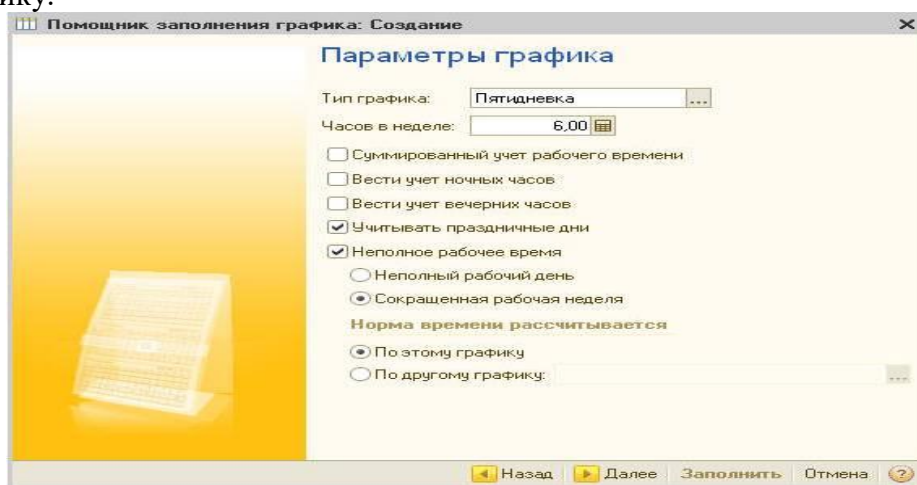 ику.
Помощник заполнения графика: Создание
Параметры графика
Тип графика: Пятидневка ...
Часов в неделе: 6,00
Суммированный учет рабочего времени
Вести учет ночных часов
Вести учет вечерних часов
Учитывать праздничные дни
Неполное рабочее время
Неполный рабочий день
Сокращенная рабочая неделя
Норма времени рассчитывается
По этому графику
По другому графику: ...
Назад Далее Заполнить Отмена ?